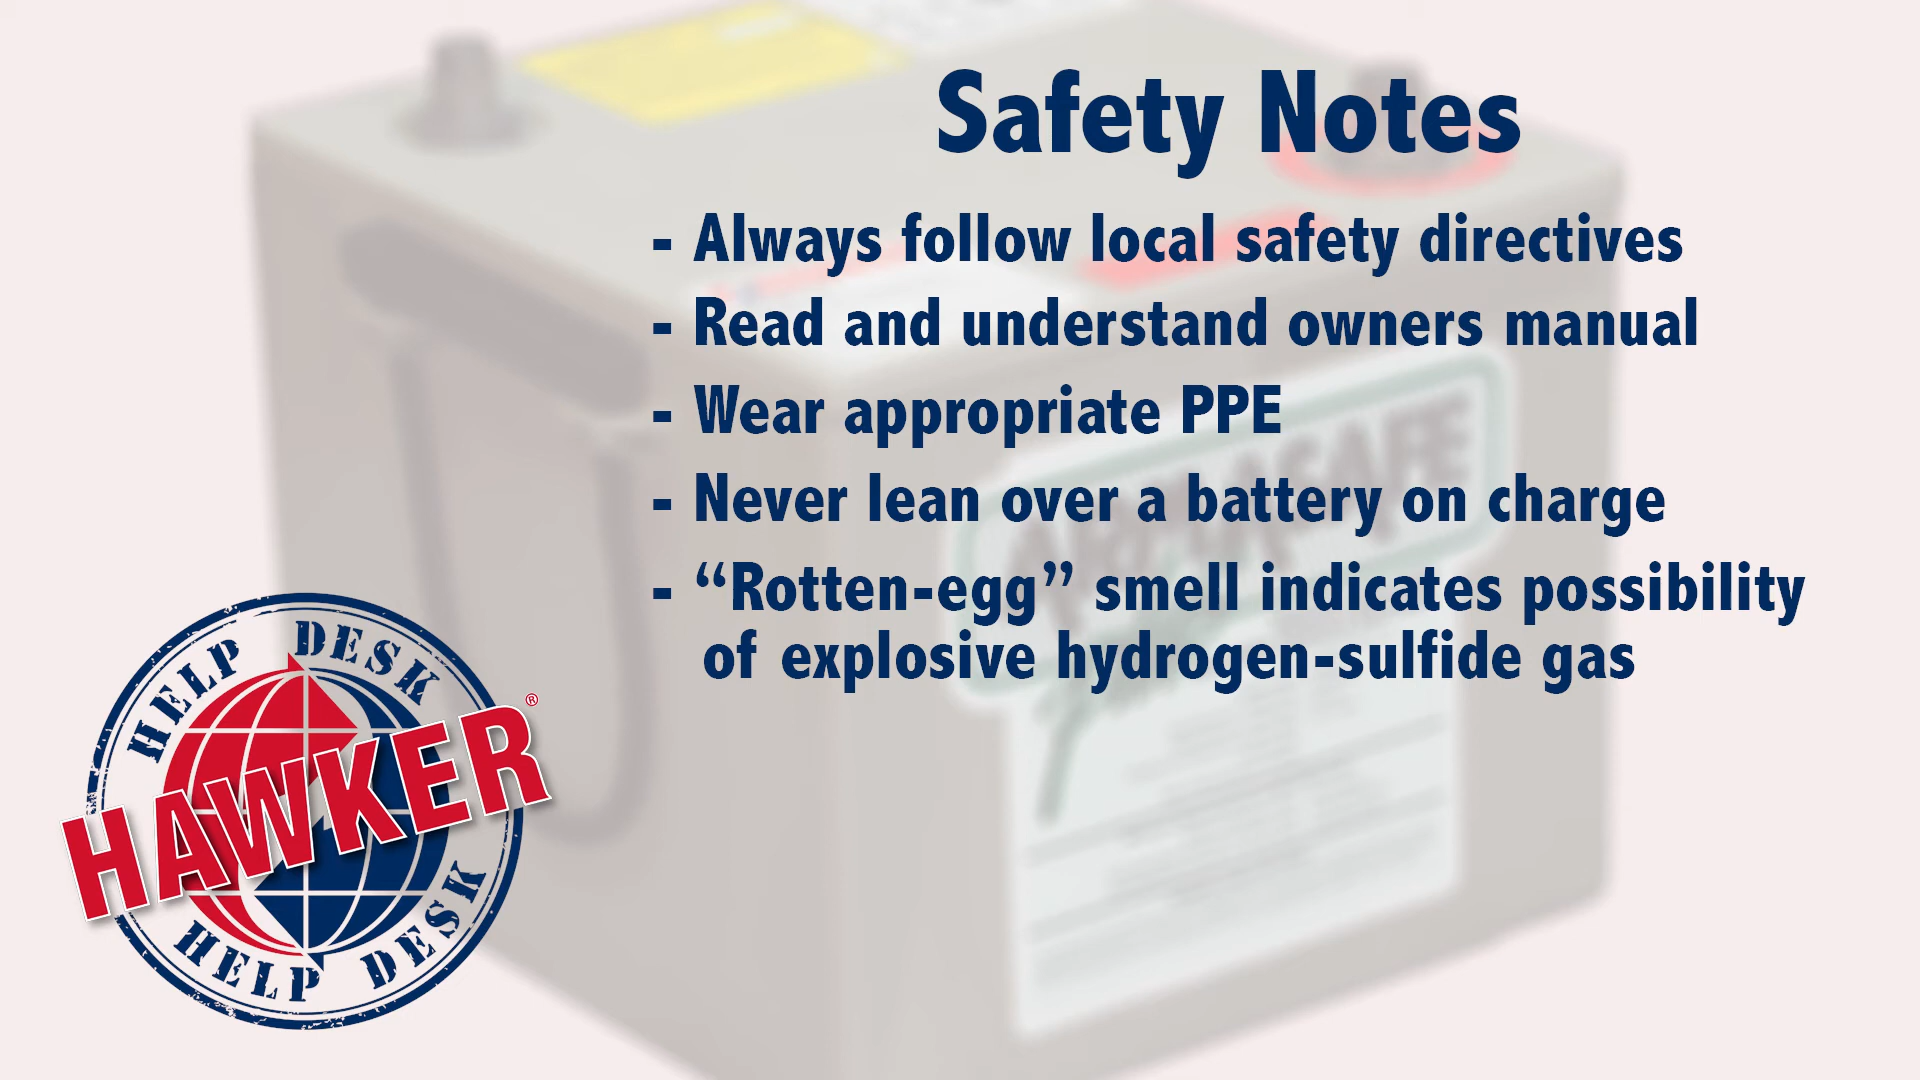 Safety Notes
- Always follow local safety directives
- Read and understand owners manual
- Wear appropriate PPE
- Never lean over a battery on charge
- “Rotten-egg” smell indicates possibility
of explosive hydrogen-sulfide gas
ARMASAFE
HELP DESK
HAWKER®
HELP DESK